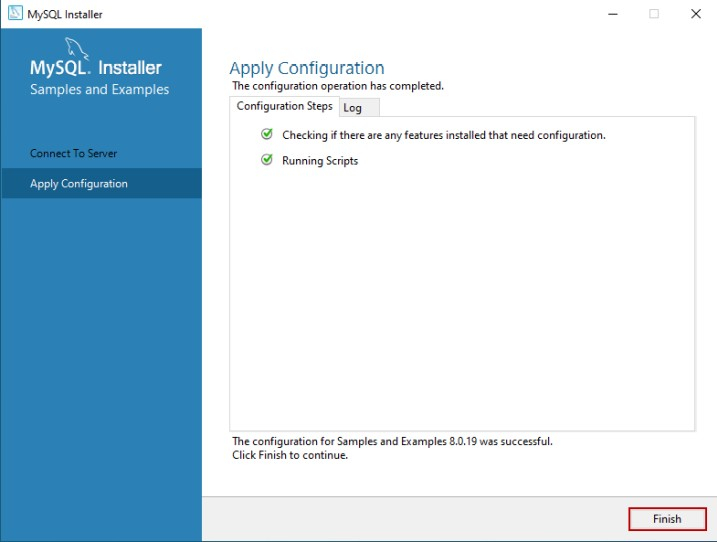 MySQL Installer
MySQL. Installer
Samples and Examples
Connect To Server
Apply Configuration
Apply Configuration
The configuration operation has completed.
Configuration Steps
Log
Checking if there are any features installed that need configuration.
Running Scripts
The configuration for Samples and Examples 8.0.19 was successful.
Click Finish to continue.
Finish